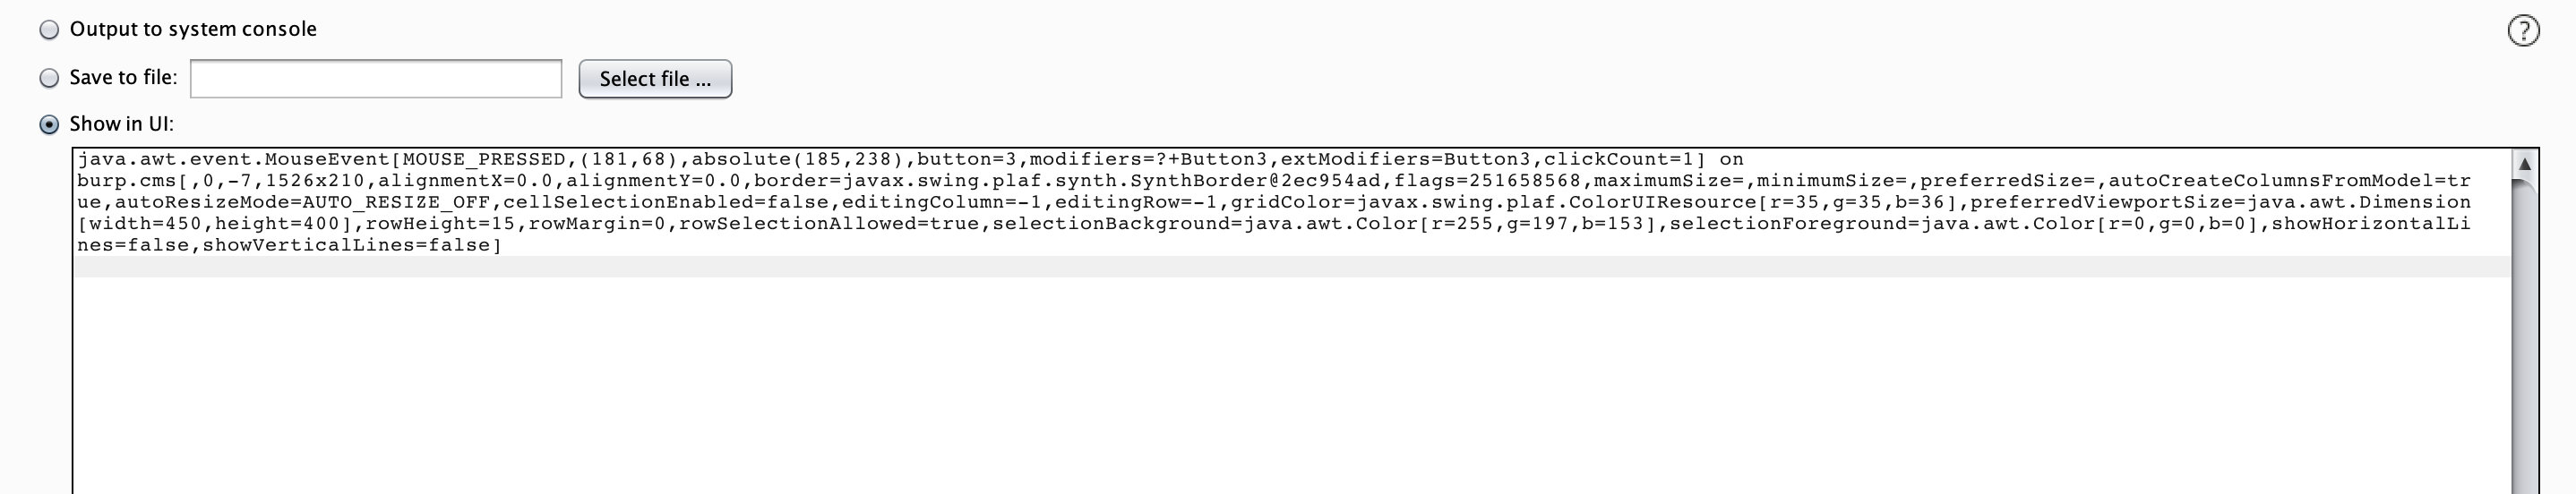 Output to system console
?
Save to file:
Select file ...
Show in UI:
java.awt.event.MouseEvent[MOUSE_PRESSED,(181,68),absolute(185,238),button=3,modifiers=?+Button3,extModifiers=Button3,clickCount=1] on
burp.cms[,0,-7,1526x210,alignmentX=0.0,alignmentY=0.0,border=javax.swing.plaf.synth.SynthBorder@2ec954ad,flags=251658568,maximumSize=,minimumSize=,preferredSize=,autoCreateColumnsFromModel=tr
ue,autoResizeMode=AUTO_RESIZE_OFF,cellSelectionEnabled=false,editingColumn=-1,editingRow=-1,gridColor=javax.swing.plaf.ColorUIResource[r=35,g=35,b=36],preferredViewportSize=java.awt.Dimension
[width=450,height=400],rowHeight=15,rowMargin=0,rowSelectionAllowed=true,selectionBackground=java.awt.Color[r=255,g=197,b=153],selectionForeground=java.awt.Color[r=0,g=0,b=0],showHorizontalLi
nes=false,showVerticalLines=false]